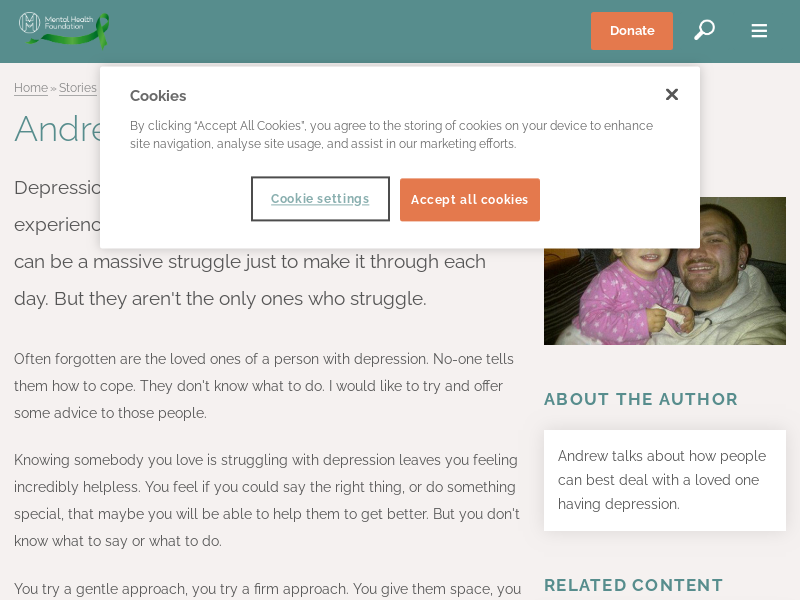 Mental Health
Foundation
Donate
Home » Stories
Cookies
By clicking “Accept All Cookies”, you agree to the storing of cookies on your device to enhance
site navigation, analyse site usage, and assist in our marketing efforts.
Cookie settings
Accept all cookies
can be a massive struggle just to make it through each
day. But they aren't the only ones who struggle.
Often forgotten are the loved ones of a person with depression. No-one tells
them how to cope. They don't know what to do. I would like to try and offer
some advice to those people.
Knowing somebody you love is struggling with depression leaves you feeling
incredibly helpless. You feel if you could say the right thing, or do something
special, that maybe you will be able to help them to get better. But you don't
know what to say or what to do.
You try a gentle approach, you try a firm approach. You give them space, you
ABOUT THE AUTHOR
Andrew talks about how people
can best deal with a loved one
having depression.
RELATED CONTENT